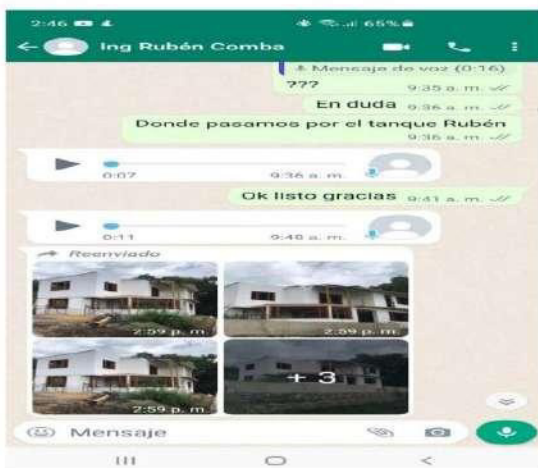 2:46 65%
Ing Rubén Comba
Mensaje de voz (0:16)
??? 9:35 a. m.
En duda 9:36 a. m.
Donde pasamos por el tanque Rubén
9:36 a. m.
0:07 9:36 a. m.
Ok listo gracias 9:41 a. m.
0:11 9:48 a. m.
Reenviado
2:59 p. m. 2:59 p. m.
2:59 p. m. + 3
Mensaje